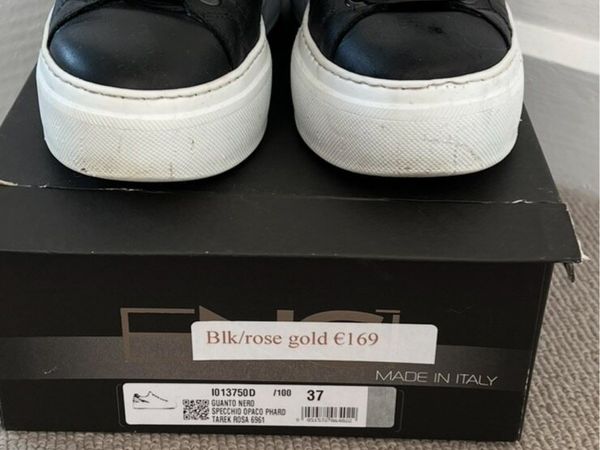 Blk/rose gold €169
MADE IN ITALY
I013750D /100 37
GUANTO NERO
SPECCHIO OPACO PHARD
TAREK ROSA 6961